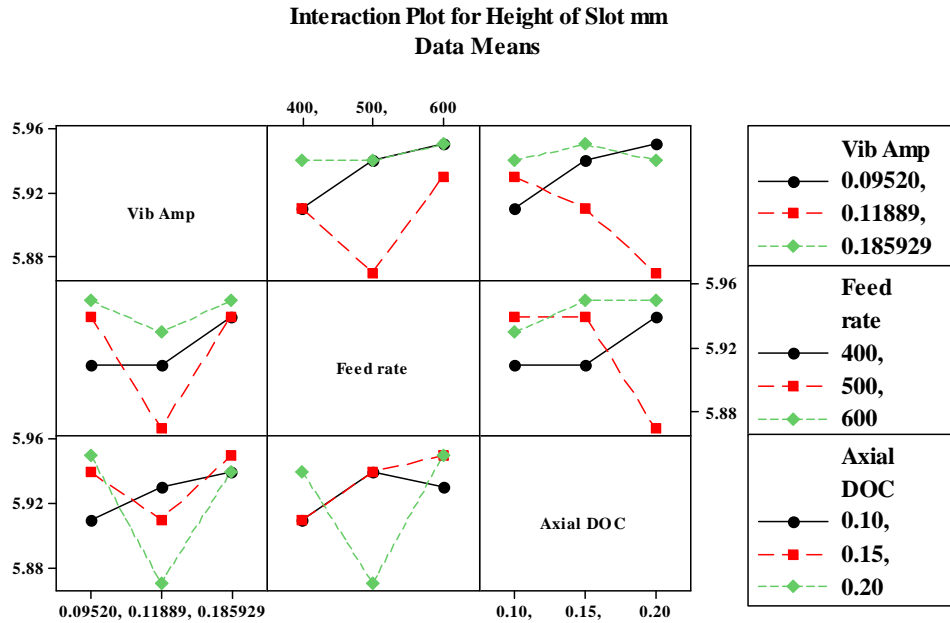 Interaction Plot for Height of Slot mm
Data Means
400, 500, 600
5.96
5.92
5.88
Vib Amp
Feed rate
5.96
5.92
5.88
5.96
5.92
5.88
Axial DOC
0.09520, 0.11889, 0.185929
0.10, 0.15, 0.20
Vib Amp
0.09520,
0.11889,
0.185929
Feed
rate
400,
500,
600
Axial
DOC
0.10,
0.15,
0.20